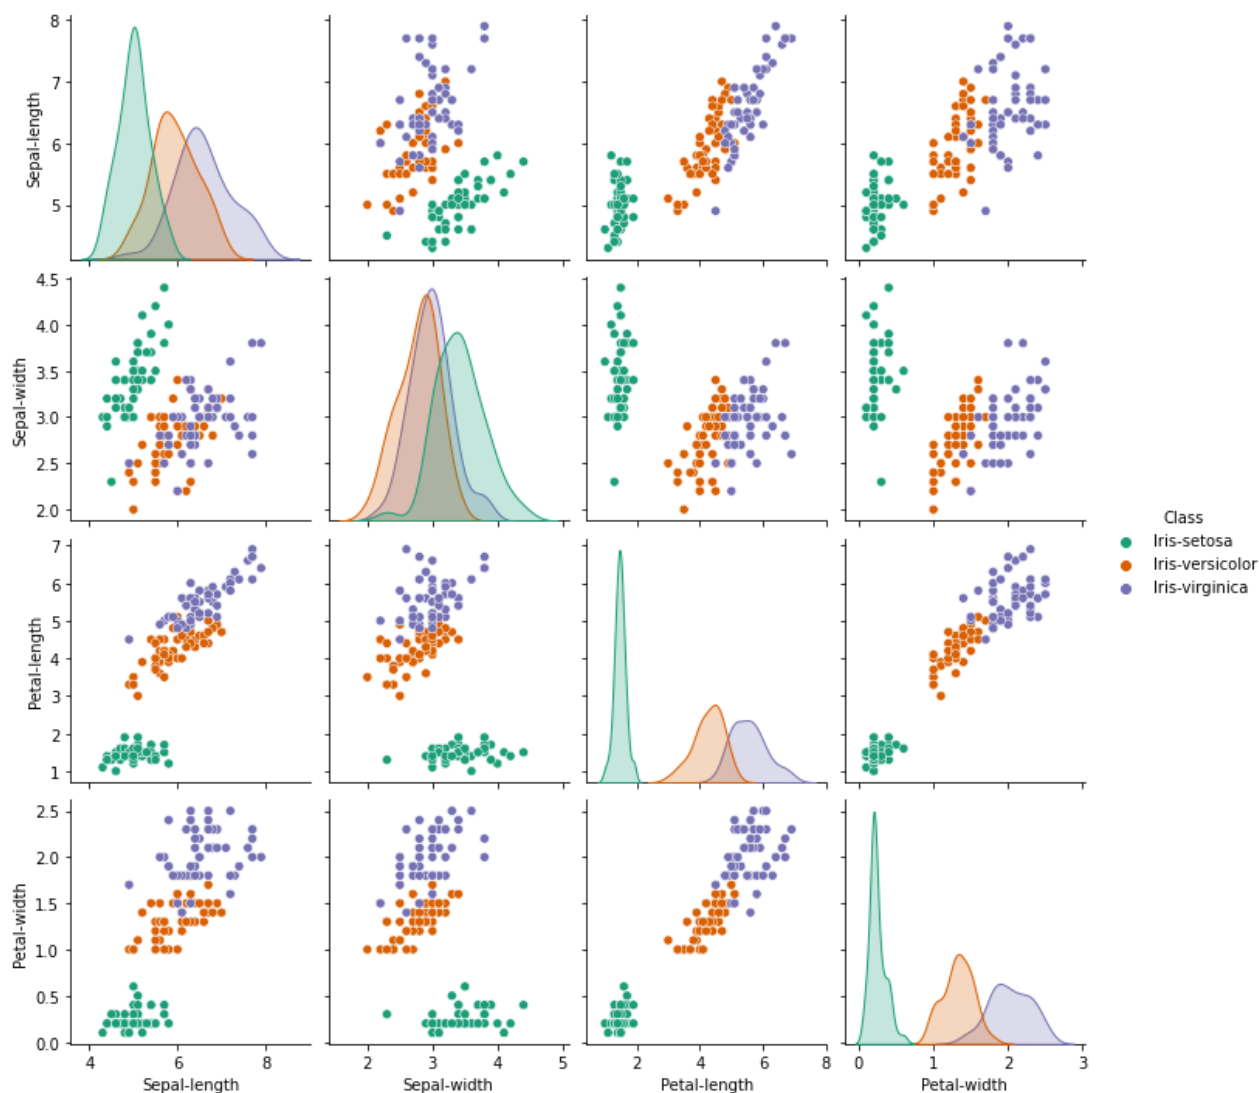 8
7
6
5
Sepal-length
4.5
4.0
3.5
3.0
2.5
2.0
Sepal-width
Class
Iris-setosa
Iris-versicolor
Iris-virginica
7
6
5
4
3
2
1
Petal-length
2.5
2.0
1.5
1.0
0.5
0.0
Petal-width
4 6 8
Sepal-length
2 3 4 5
Sepal-width
2 4 6 8
Petal-length
0 1 2 3
Petal-width